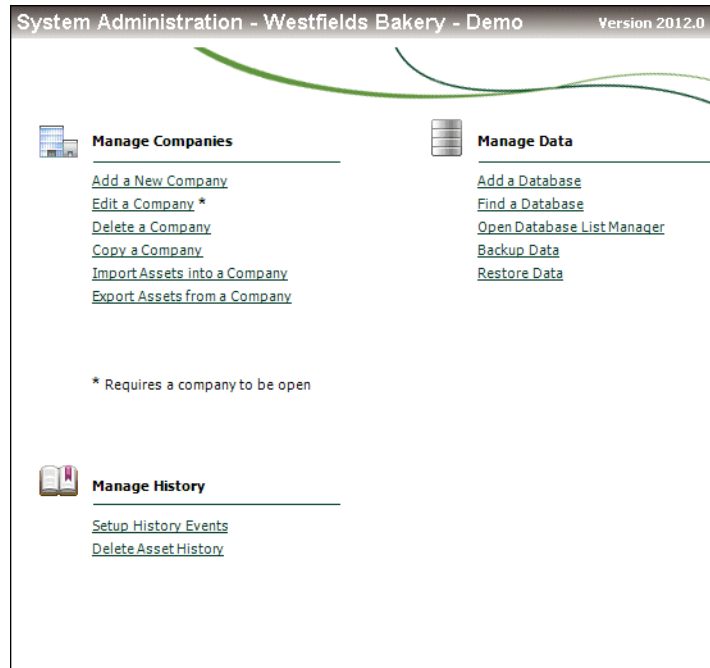 System Administration - Westfields Bakery - Demo Version 2012.0
Manage Companies
Add a New Company
Edit a Company *
Delete a Company
Copy a Company
Import Assets into a Company
Export Assets from a Company
* Requires a company to be open
Manage Data
Add a Database
Find a Database
Open Database List Manager
Backup Data
Restore Data
Manage History
Setup History Events
Delete Asset History